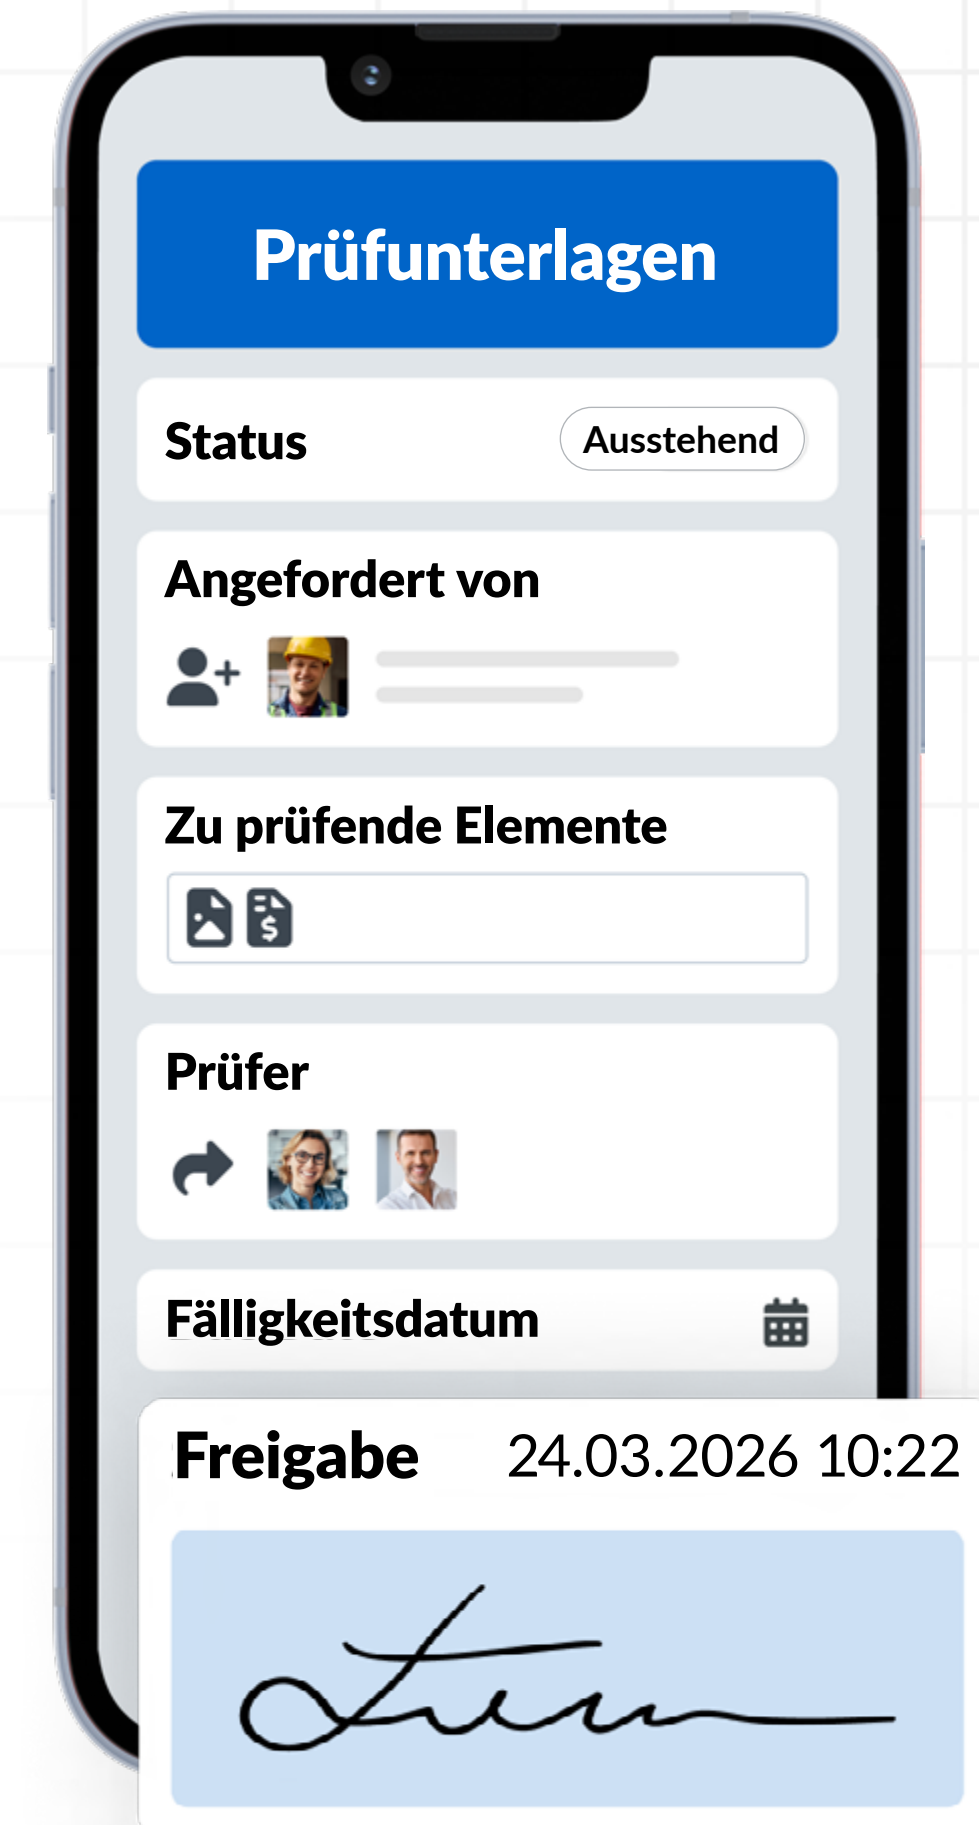 Prüfunterlagen
Status Ausstehend
Angefordert von
Zu prüfende Elemente
Prüfer
Fälligkeitsdatum
Freigabe 24.03.2026 10:22